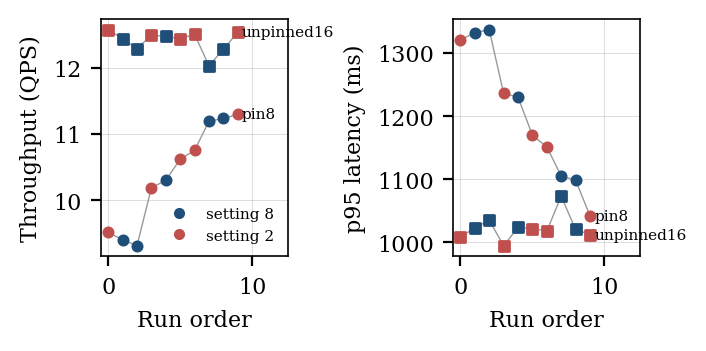 Throughput (QPS)
12
11
10
unpinned16
pin8
setting 8
setting 2
0
10
Run order
p95 latency (ms)
1300
1200
1100
1000
pin8
unpinned16
0
10
Run order